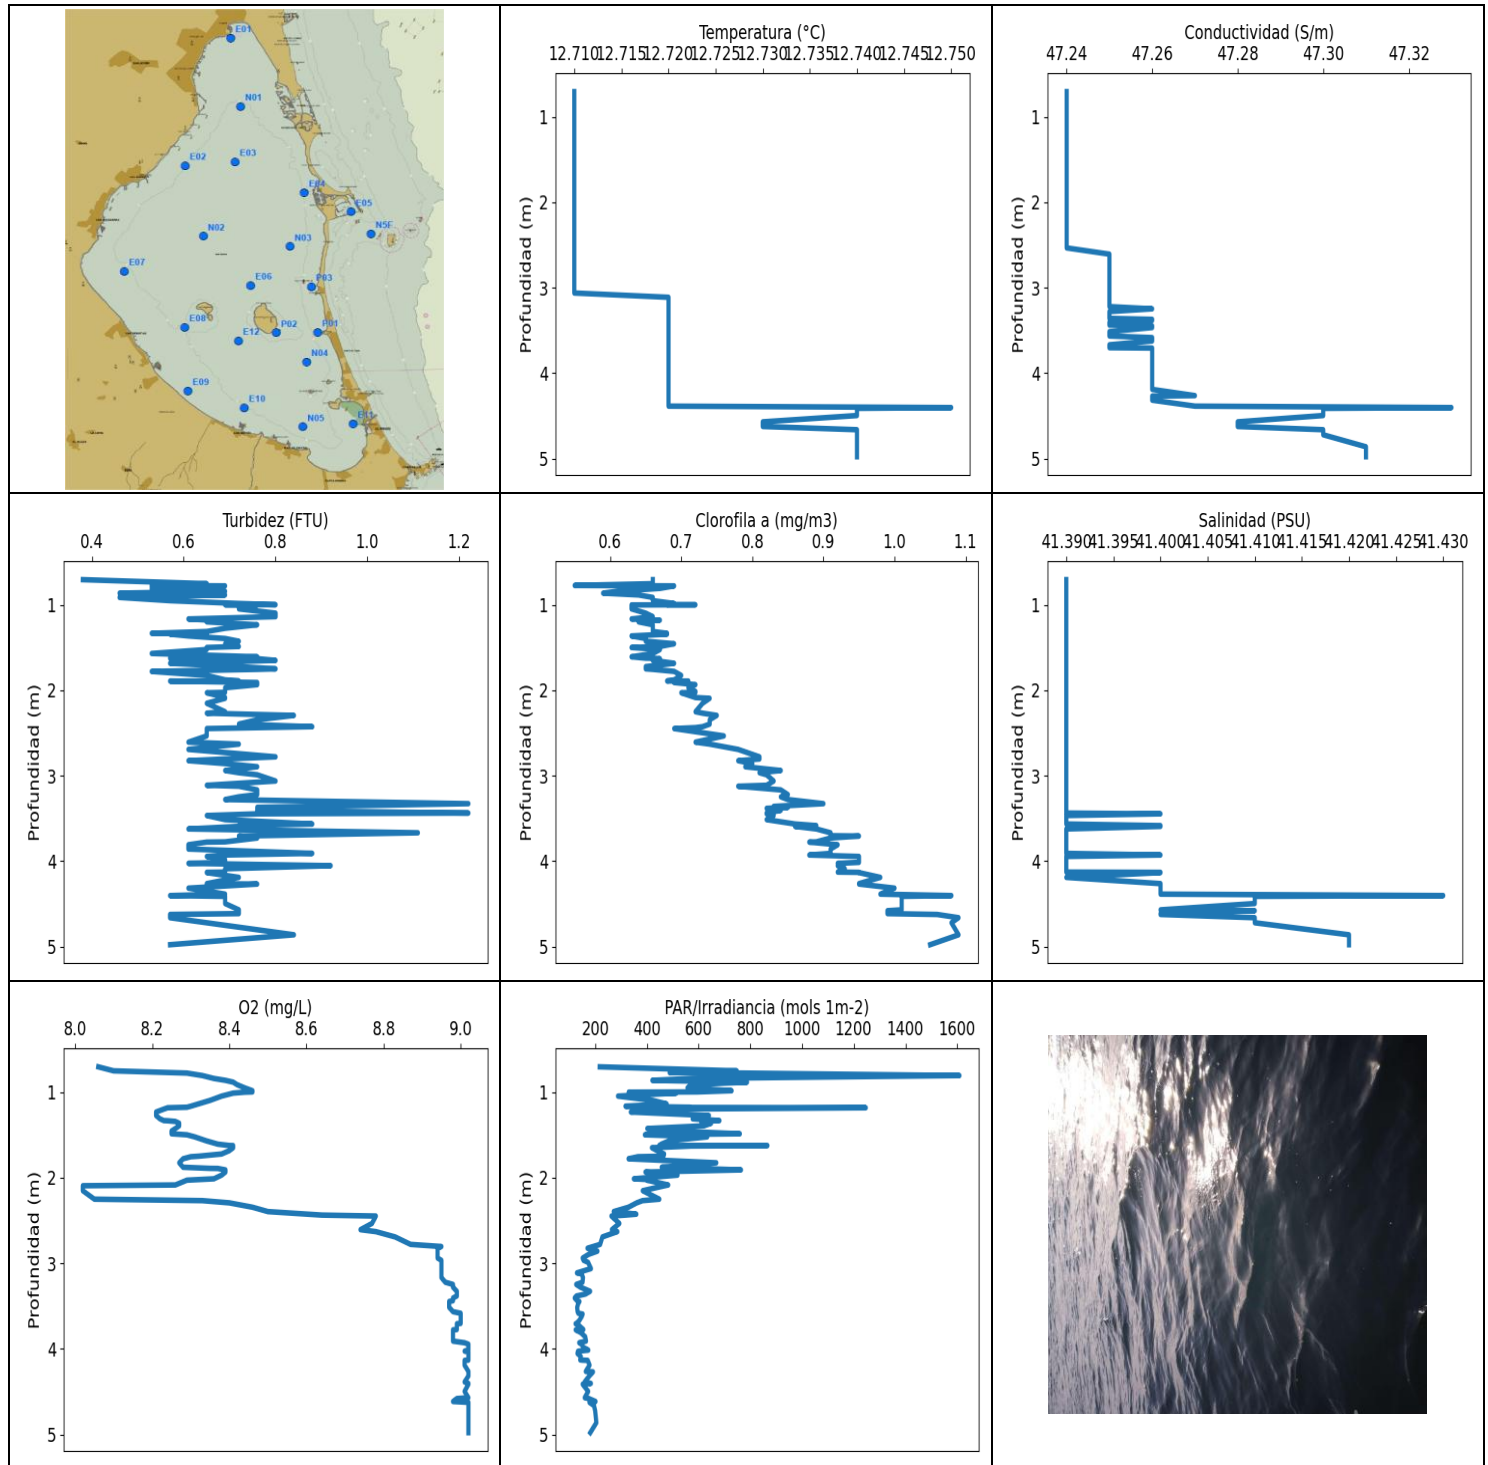 E01
N01
E02
E03
E04
E05
N5E
N02
N03
E07
E06
P03
E08
E12
P02
P01
N04
E09
E10
N05
E11
Temperatura (°C)
12.710 12.715 12.720 12.725 12.730 12.735 12.740 12.745 12.750
Profundidad (m)
1
2
3
4
5
Conductividad (S/m)
47.24 47.26 47.28 47.30 47.32
Profundidad (m)
1
2
3
4
5
Turbidez (FTU)
0.4 0.6 0.8 1.0 1.2
Profundidad (m)
1
2
3
4
5
Clorofila a (mg/m3)
0.6 0.7 0.8 0.9 1.0 1.1
Profundidad (m)
1
2
3
4
5
Salinidad (PSU)
41.390 41.395 41.400 41.405 41.410 41.415 41.420 41.425 41.430
Profundidad (m)
1
2
3
4
5
O2 (mg/L)
8.0 8.2 8.4 8.6 8.8 9.0
Profundidad (m)
1
2
3
4
5
PAR/Irradiancia (mols 1m-2)
200 400 600 800 1000 1200 1400 1600
Profundidad (m)
1
2
3
4
5